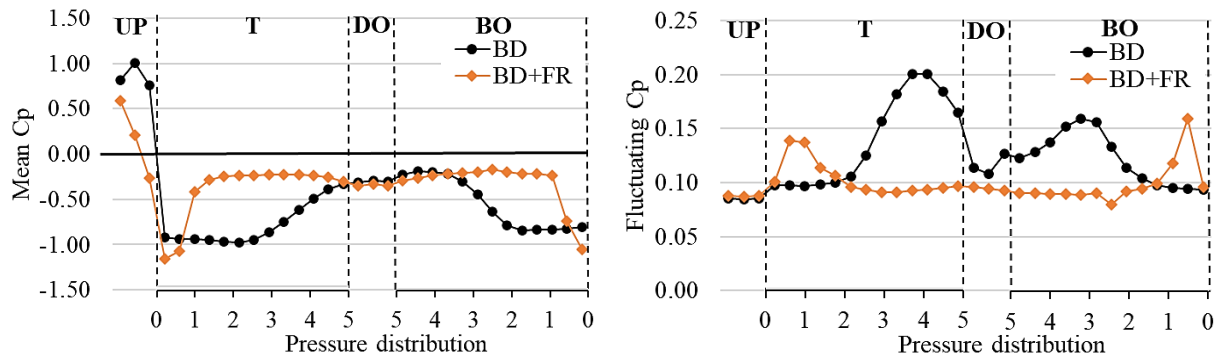 UP T DO BO
BD
BD+FR
1.50
1.00
0.50
0.00
-0.50
-1.00
-1.50
Mean Cp
0 1 2 3 4 5 5 4 3 2 1 0
Pressure distribution
UP T DO BO
BD
BD+FR
0.25
0.20
0.15
0.10
0.05
0.00
Fluctuating Cp
0 1 2 3 4 5 5 4 3 2 1 0
Pressure distribution